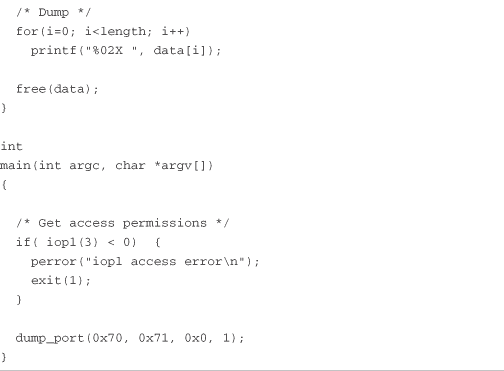 /* Dump */
  for(i=0; i<length; i++)
    printf("%02X ", data[i]);

  free(data);
}

int
main(int argc, char *argv[])
{

  /* Get access permissions */
  if( iopl(3) < 0)  {
    perror("iopl access error\n");
    exit(1);
  }

  dump_port(0x70, 0x71, 0x0, 1);
}